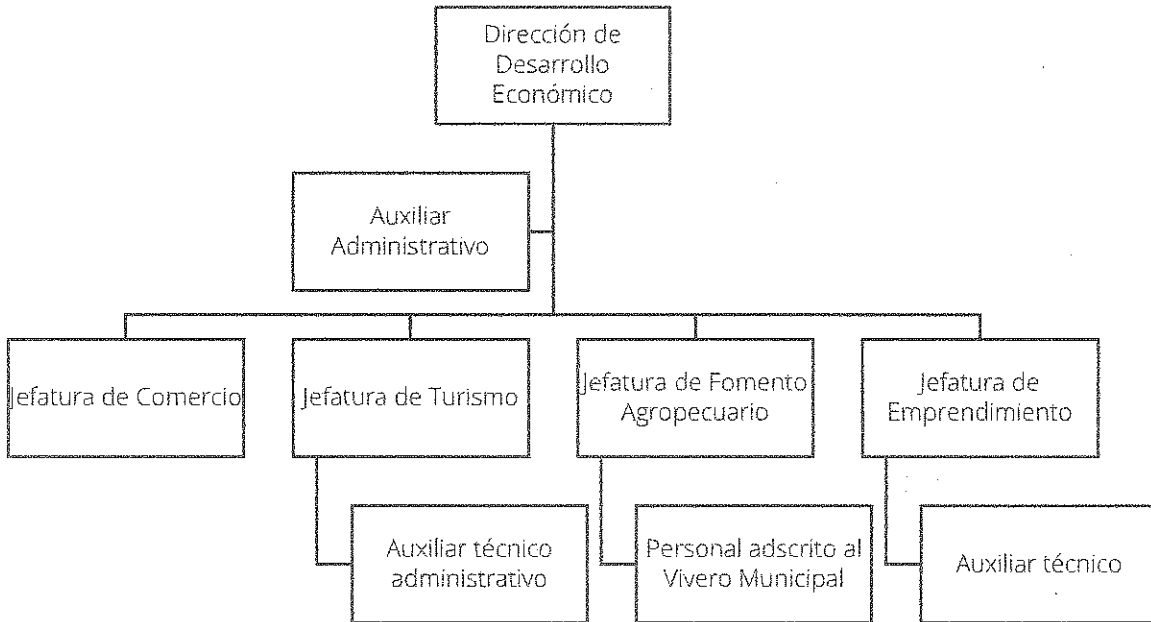 Dirección de
Desarrollo
Económico
Auxiliar
Administrativo
Jefatura de Comercio
Jefatura de Turismo
Jefatura de Fomento
Agropecuario
Jefatura de
Emprendimiento
Auxiliar técnico
administrativo
Personal adscrito al
Vivero Municipal
Auxiliar técnico